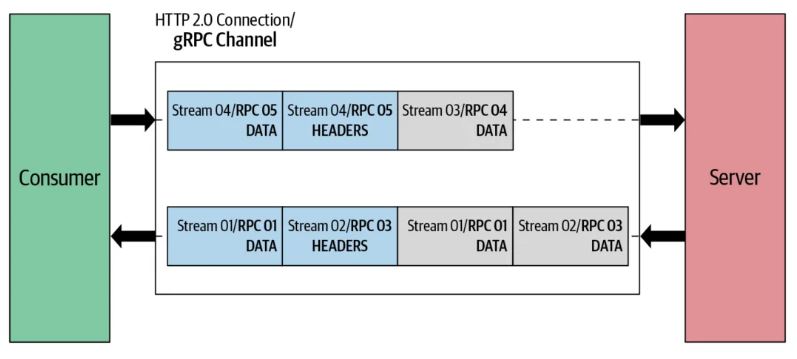 HTTP 2.0 Connection/
gRPC Channel
Consumer
Stream 04/RPC 05
DATA
Stream 04/RPC 05
HEADERS
Stream 03/RPC 04
DATA
Server
Stream 01/RPC 01
DATA
Stream 02/RPC 03
HEADERS
Stream 01/RPC 01
DATA
Stream 02/RPC 03
DATA